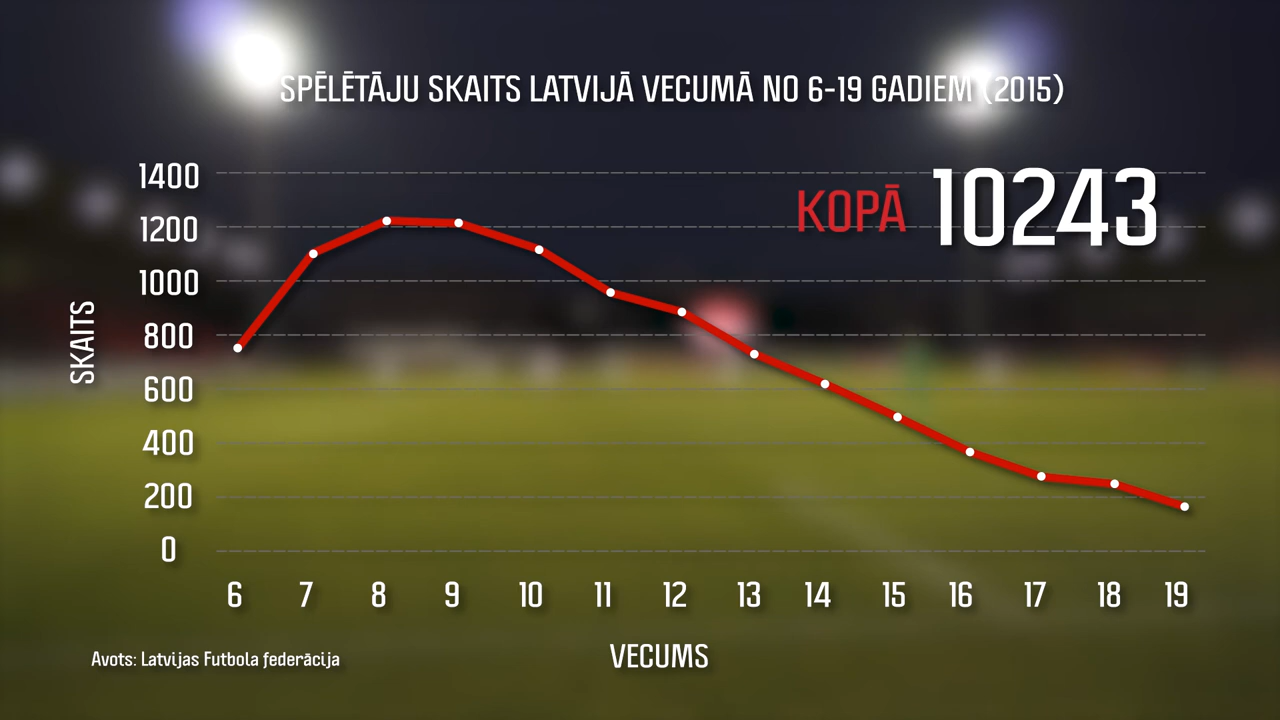 SPĒLĒTĀJU SKAITS LATVIJĀ VECUMĀ NO 6-19 GADIEM (2015)
KOPĀ 10243
1400
1200
1000
800
600
400
200
0
SKAITS
6 7 8 9 10 11 12 13 14 15 16 17 18 19
VECUMS
Avots: Latvijas Futbola federācija